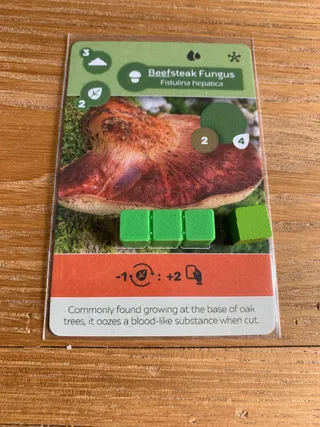 3
Beefsteak Fungus
Fistulina hepatica
2
2
4
-1 : +2
Commonly found growing at the base of oak
trees, it oozes a blood-like substance when cut.